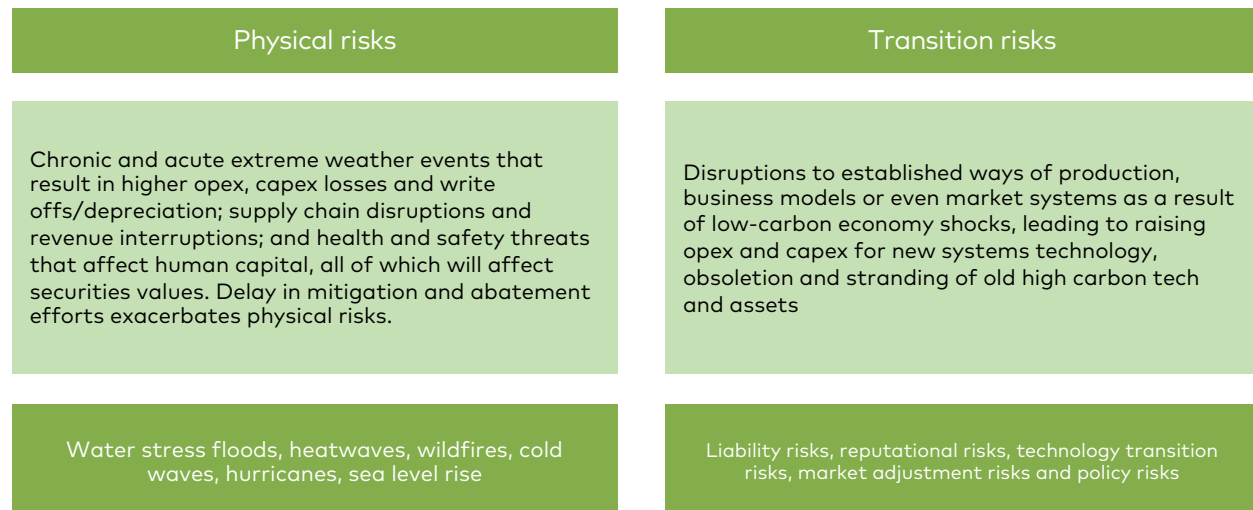 Physical risks
Chronic and acute extreme weather events that
result in higher opex, capex losses and write
offs/depreciation; supply chain disruptions and
revenue interruptions; and health and safety threats
that affect human capital, all of which will affect
securities values. Delay in mitigation and abatement
efforts exacerbates physical risks.
Water stress floods, heatwaves, wildfires, cold
waves, hurricanes, sea level rise
Transition risks
Disruptions to established ways of production,
business models or even market systems as a result
of low-carbon economy shocks, leading to raising
opex and capex for new systems technology,
obsoletion and stranding of old high carbon tech
and assets
Liability risks, reputational risks, technology transition
risks, market adjustment risks and policy risks